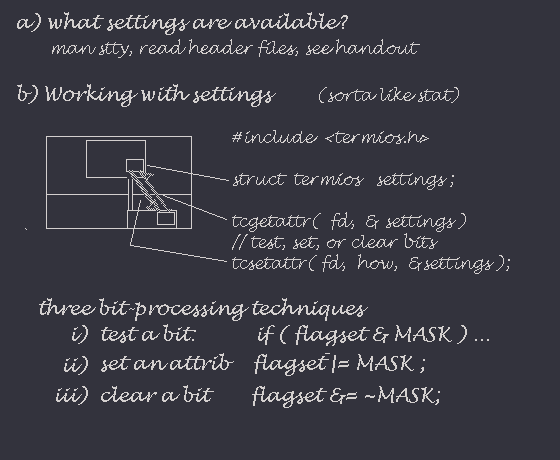 a) what settings are available?
man stty, read header files, see handout
b) Working with settings (sorta like stat)
#include <termios.h>
struct termios settings;
tcgetattr( fd, & settings )
// test, set, or clear bits
tcsetattr( fd, how, &settings );
three bit-processing techniques
i) test a bit: if ( flagset & MASK ) ...
ii) set an attrib flagset |= MASK ;
iii) clear a bit flagset &= ~MASK;